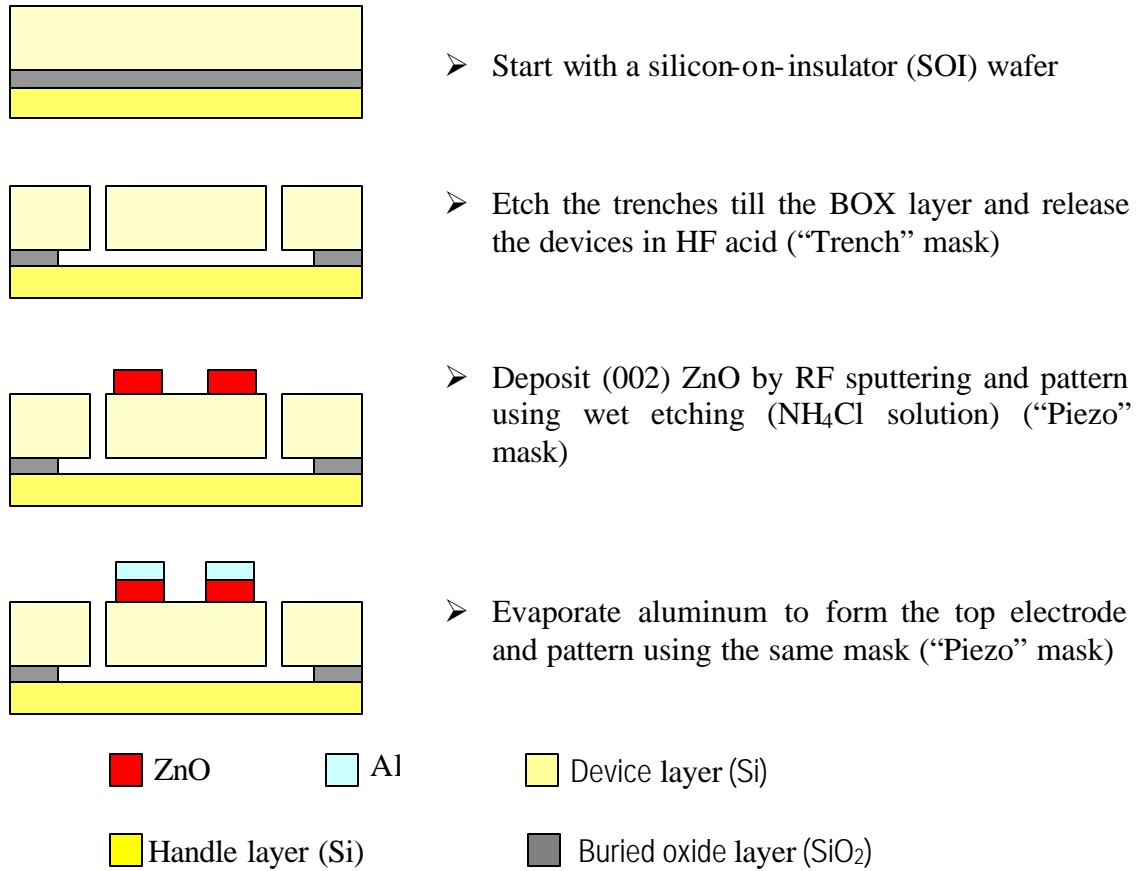 ➢ Start with a silicon-on-insulator (SOI) wafer
➢ Etch the trenches till the BOX layer and release
the devices in HF acid (“Trench” mask)
➢ Deposit (002) ZnO by RF sputtering and pattern
using wet etching (NH₄Cl solution) (“Piezo”
mask)
➢ Evaporate aluminum to form the top electrode
and pattern using the same mask (“Piezo” mask)
ZnO Al Device layer (Si)
Handle layer (Si) Buried oxide layer (SiO₂)